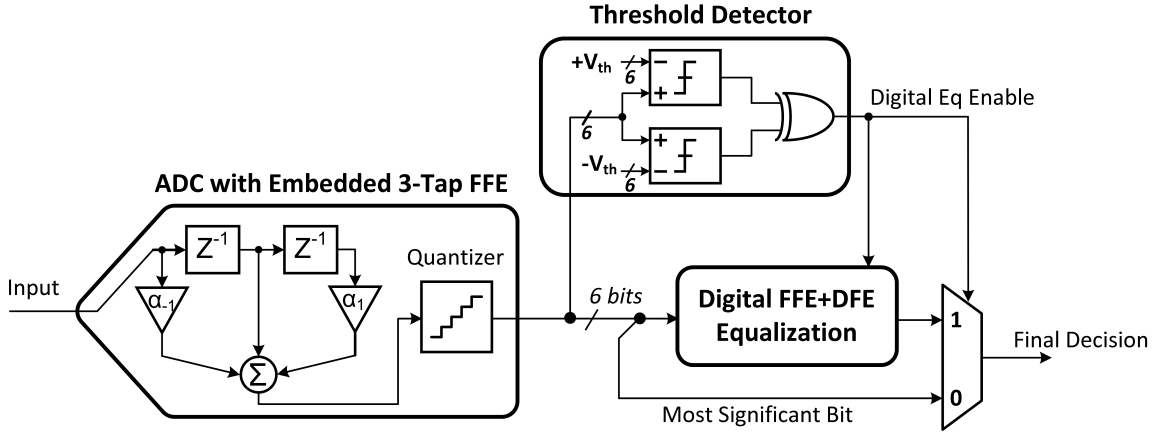 Threshold Detector
+Vth
6
−
+
6
Digital Eq Enable
+
-Vth
−
6
ADC with Embedded 3-Tap FFE
Z-1
Z-1
Quantizer
Input
α-1
α1
6 bits
Digital FFE+DFE
Equalization
1
Final Decision
Σ
0
Most Significant Bit